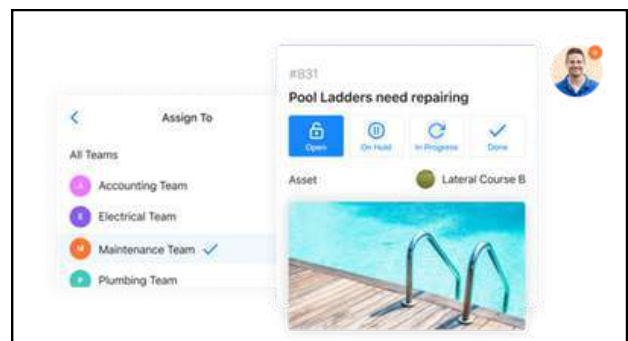 #831
Pool Ladders need repairing
Open
On Hold
In Progress
Done
Asset
Lateral Course B
Assign To
All Teams
A
Accounting Team
E
Electrical Team
M
Maintenance Team
P
Plumbing Team